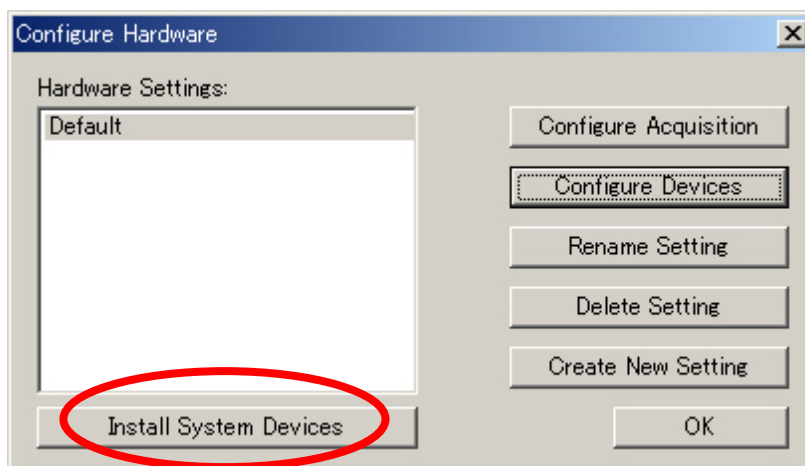 Configure Hardware
Hardware Settings:
Default
Configure Acquisition
Configure Devices
Rename Setting
Delete Setting
Create New Setting
Install System Devices
OK